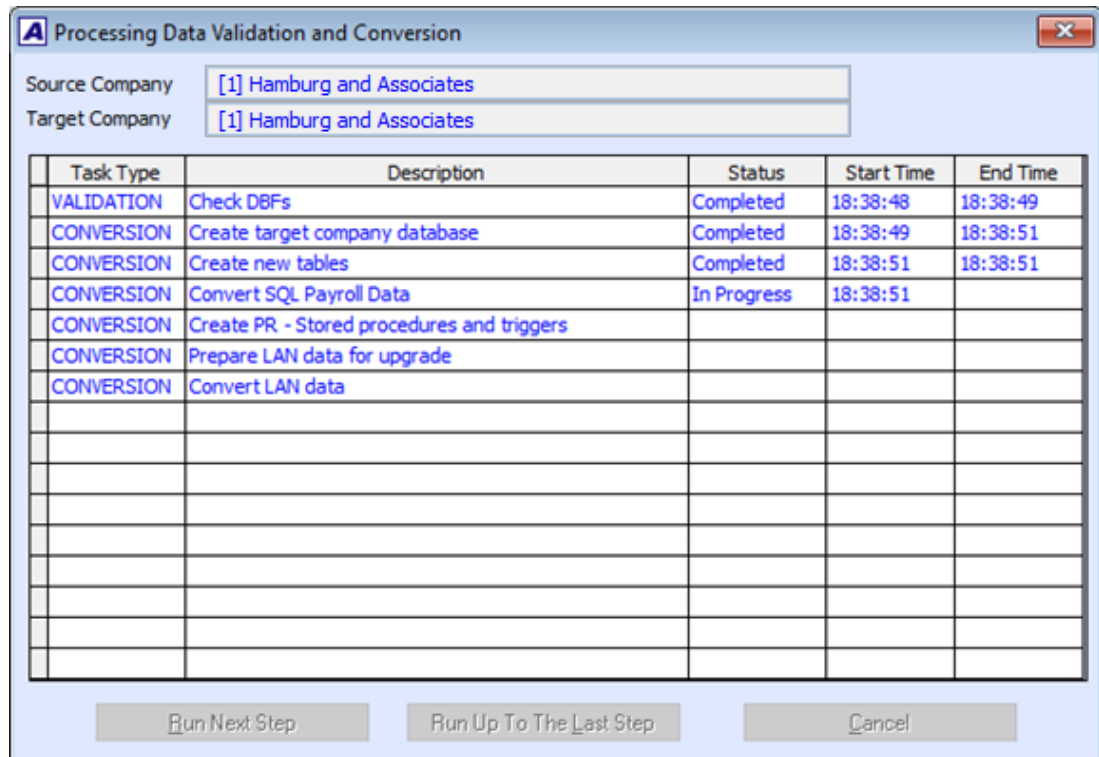 A Processing Data Validation and Conversion
Source Company [1] Hamburg and Associates
Target Company [1] Hamburg and Associates
Task Type Description Status Start Time End Time
VALIDATION Check DBFs Completed 18:38:48 18:38:49
CONVERSION Create target company database Completed 18:38:49 18:38:51
CONVERSION Create new tables Completed 18:38:51 18:38:51
CONVERSION Convert SQL Payroll Data In Progress 18:38:51
CONVERSION Create PR - Stored procedures and triggers
CONVERSION Prepare LAN data for upgrade
CONVERSION Convert LAN data
Run Next Step Run Up To The Last Step Cancel